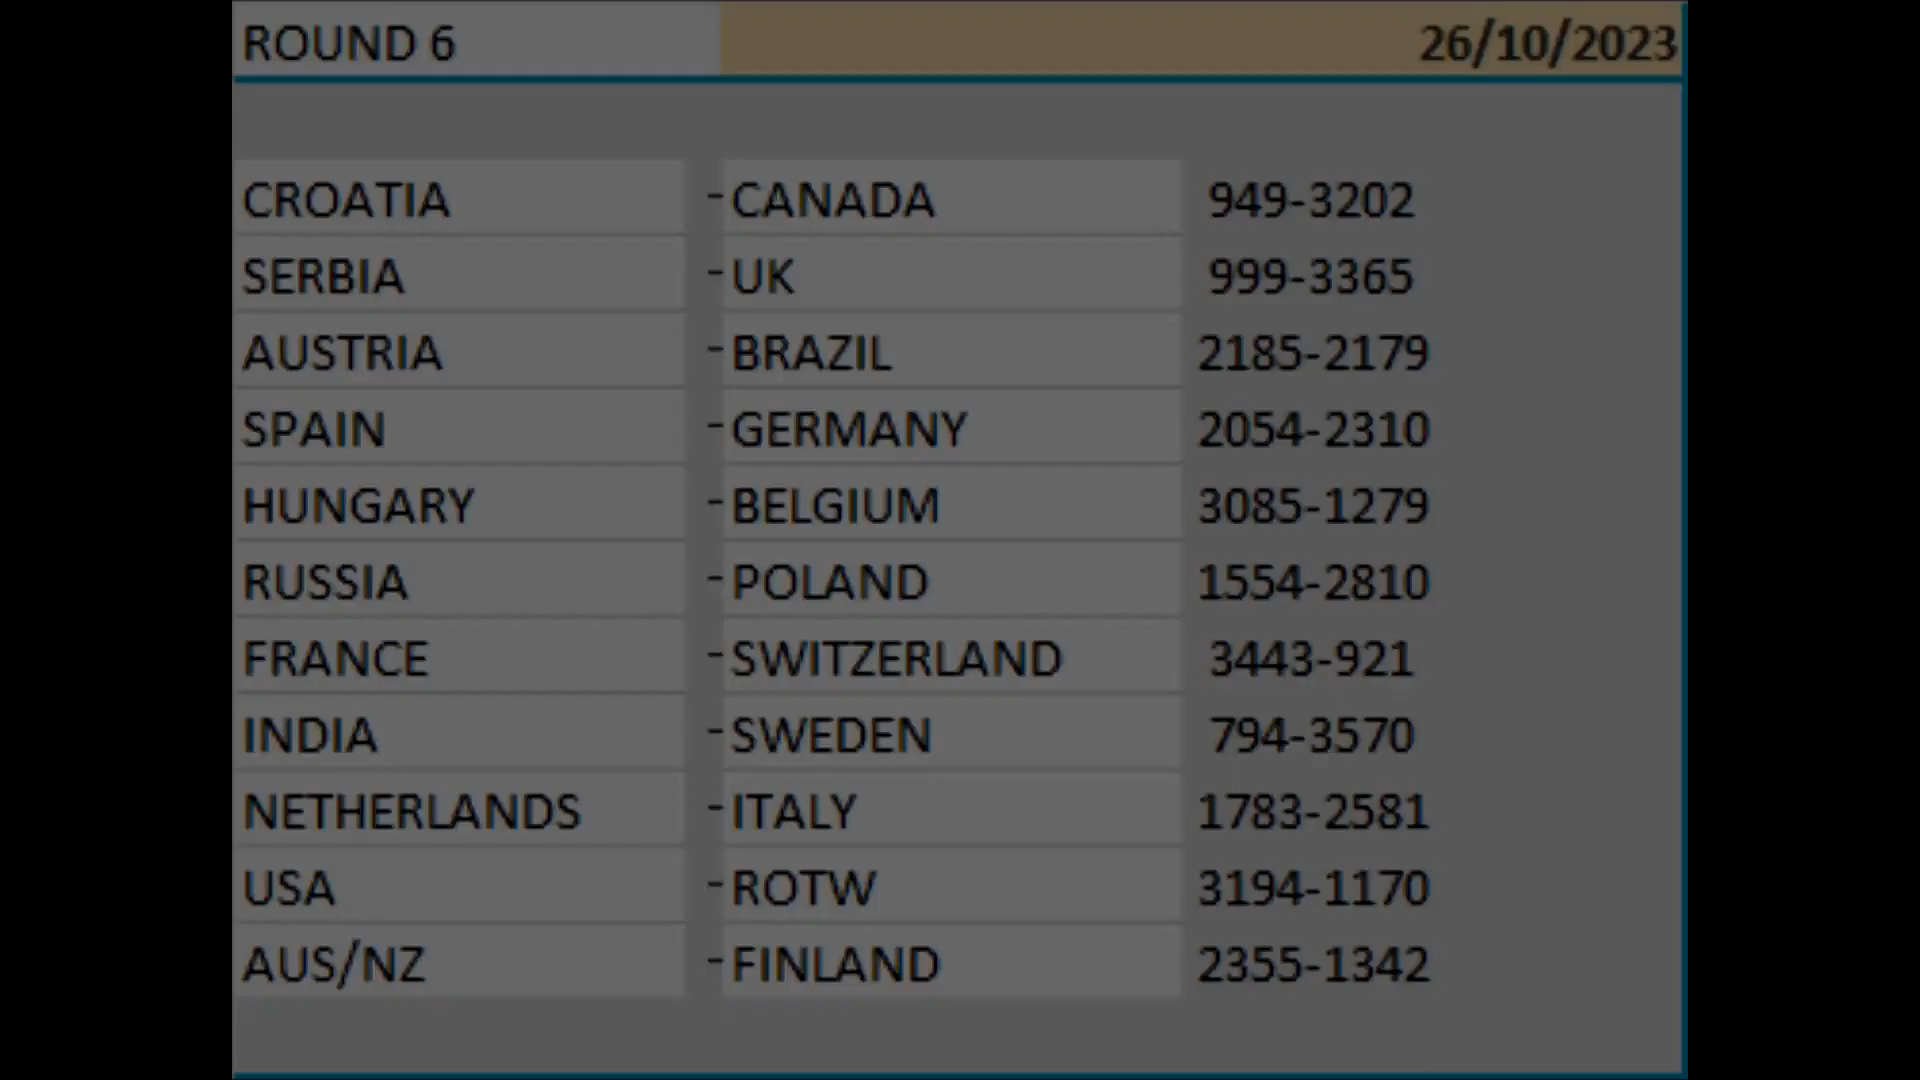 ROUND 6 26/10/2023
CROATIA - CANADA 949-3202
SERBIA - UK 999-3365
AUSTRIA - BRAZIL 2185-2179
SPAIN - GERMANY 2054-2310
HUNGARY - BELGIUM 3085-1279
RUSSIA - POLAND 1554-2810
FRANCE - SWITZERLAND 3443-921
INDIA - SWEDEN 794-3570
NETHERLANDS - ITALY 1783-2581
USA - ROTW 3194-1170
AUS/NZ - FINLAND 2355-1342